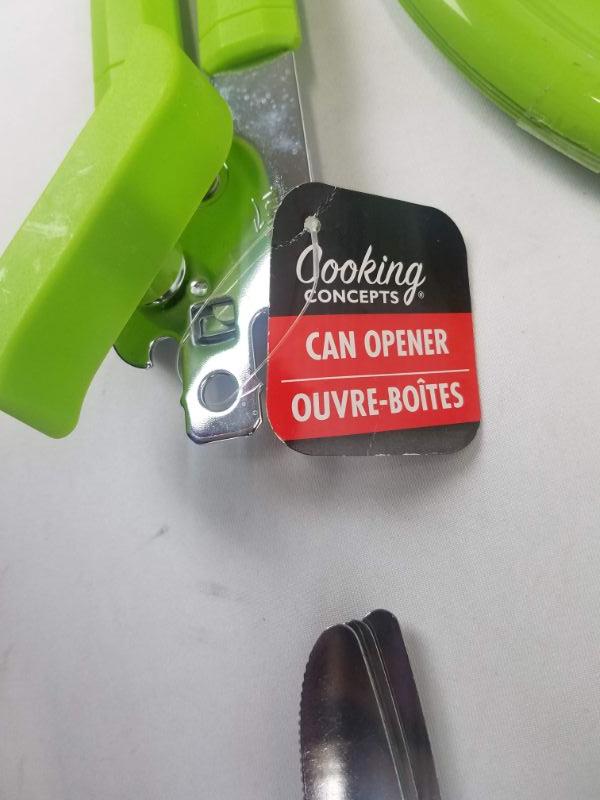 Cooking
CONCEPTS®
CAN OPENER
OUVRE-BOÎTES